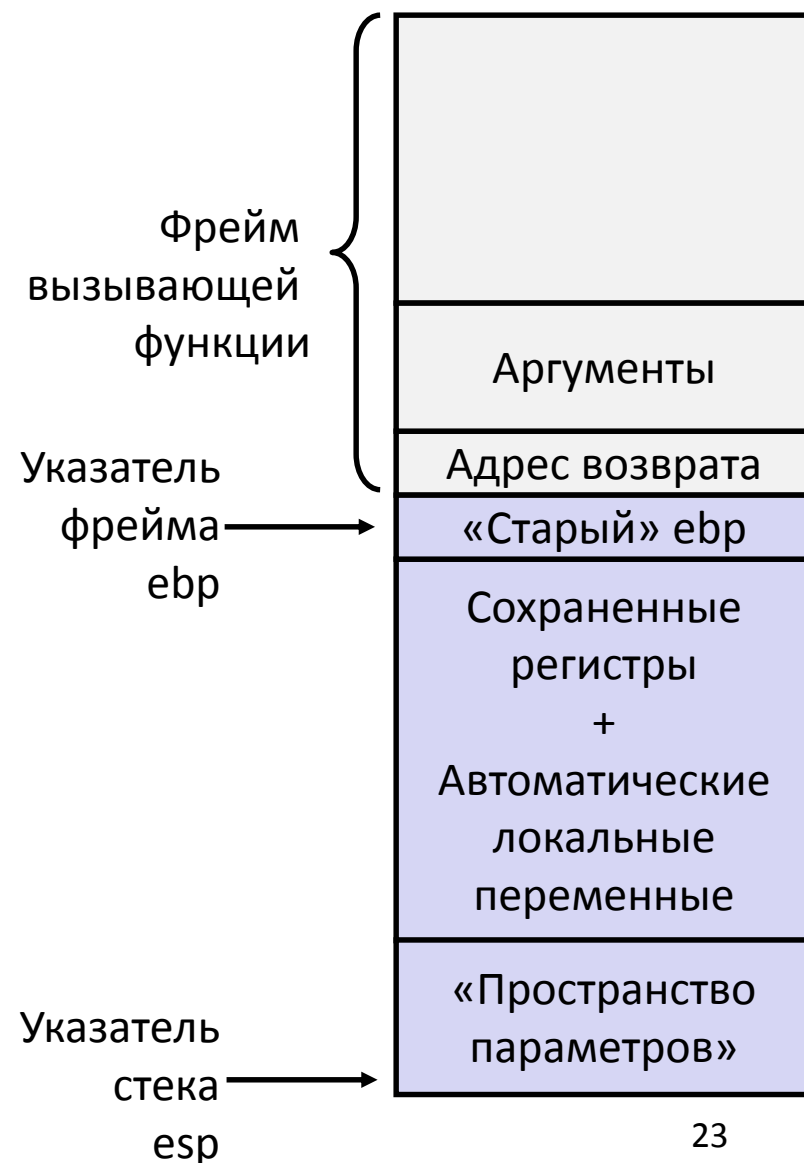 Фрейм
вызывающей
функции
Аргументы
Адрес возврата
Указатель
фрейма
ebp
«Старый» ebp
Сохраненные
регистры
+
Автоматические
локальные
переменные
«Пространство
параметров»
Указатель
стека
esp
23